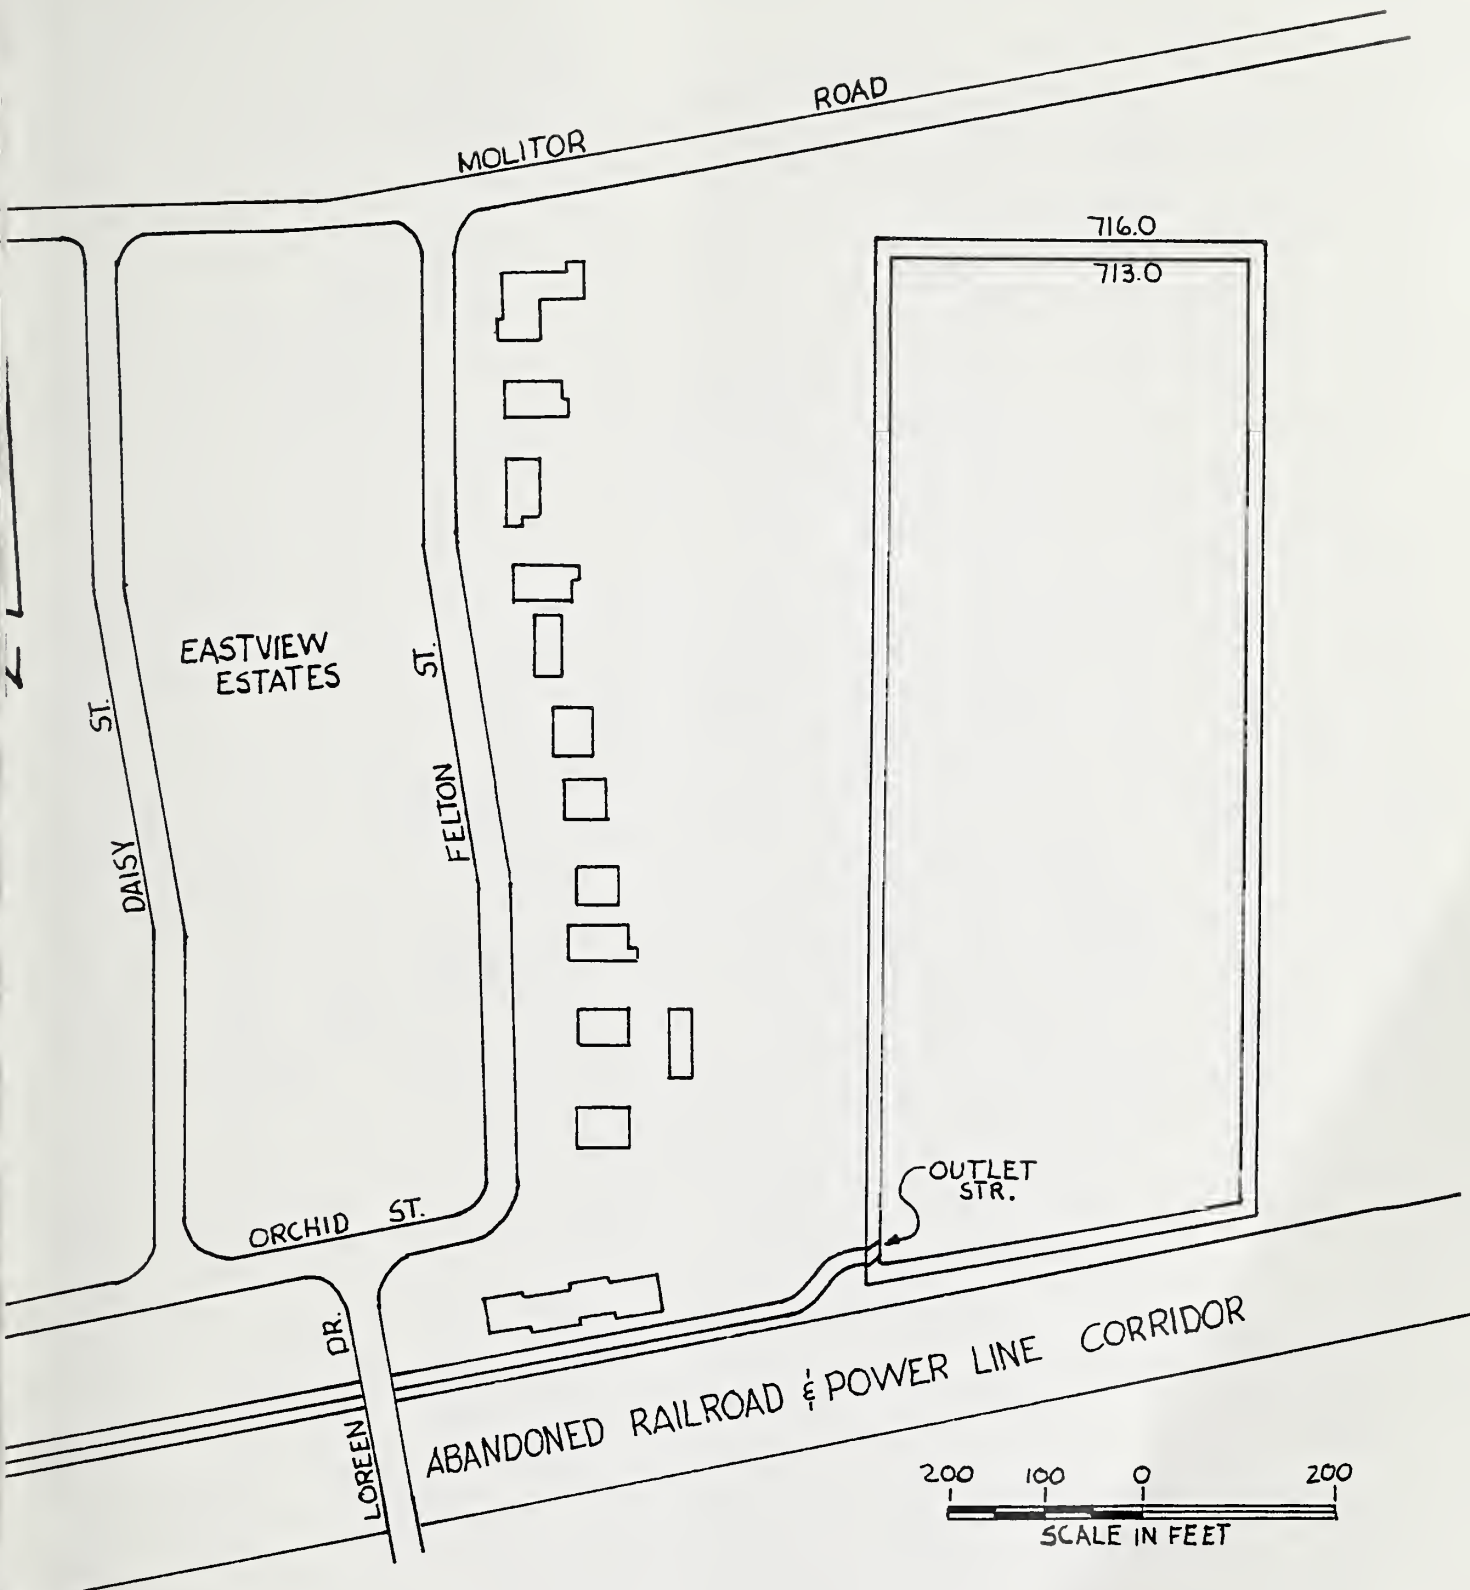 MOLITOR ROAD
716.0
713.0
EASTVIEW
ESTATES
DAISY ST.
FELTON ST.
OUTLET
STR.
ORCHID ST.
LOREEN DR.
ABANDONED RAILROAD & POWER LINE CORRIDOR
200 100 0 200
SCALE IN FEET